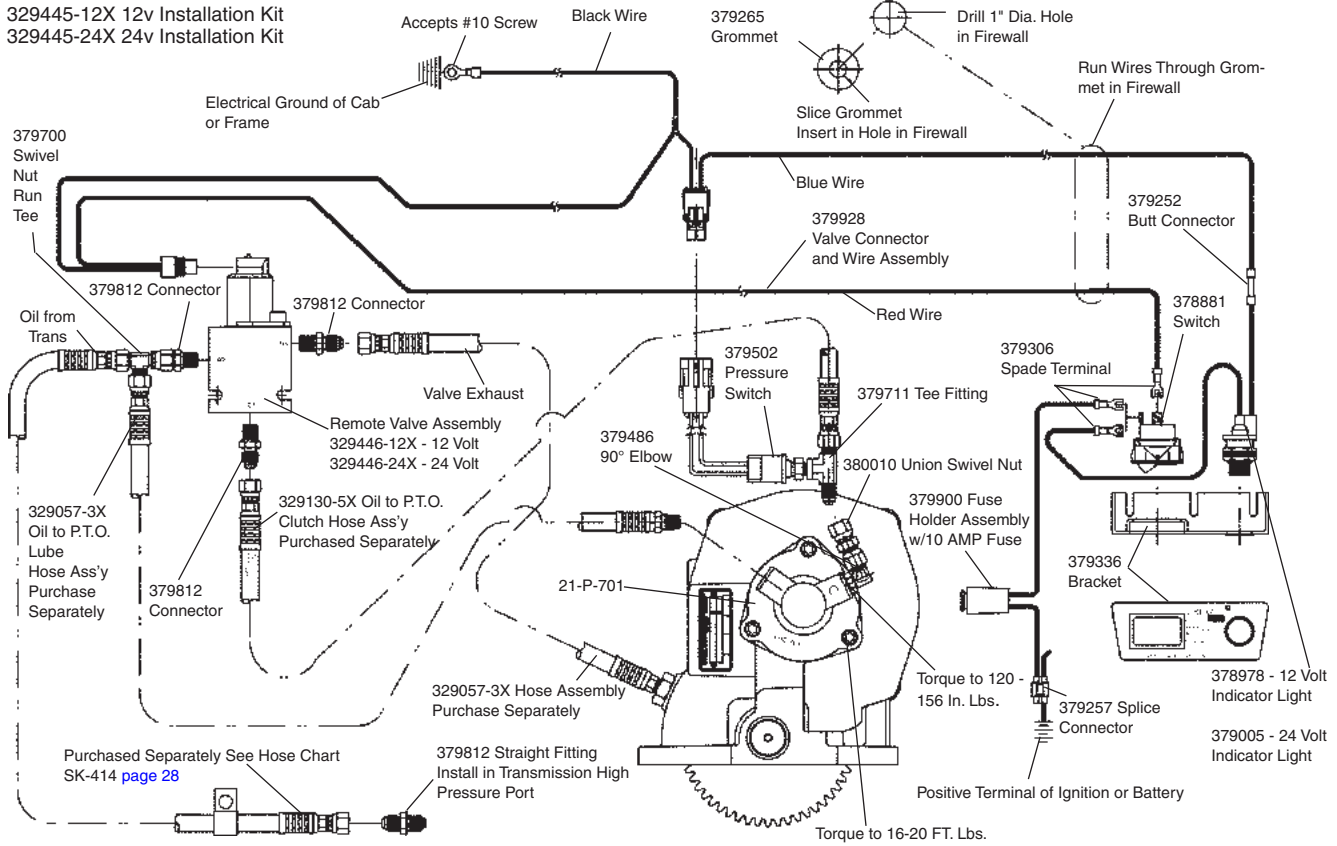 329445-12X 12v Installation Kit
329445-24X 24v Installation Kit
Accepts #10 Screw
Black Wire
379265
Grommet
Drill 1" Dia. Hole
in Firewall
Electrical Ground of Cab
or Frame
Slice Grommet
Insert in Hole in Firewall
Run Wires Through Grom-
met in Firewall
379700
Swivel
Nut
Run
Tee
Blue Wire
379252
Butt Connector
379928
Valve Connector
and Wire Assembly
379812 Connector
379812 Connector
Oil from
Trans
Red Wire
378881
Switch
379306
Spade Terminal
379502
Pressure
Switch
Valve Exhaust
379711 Tee Fitting
Remote Valve Assembly
329446-12X - 12 Volt
329446-24X - 24 Volt
379486
90° Elbow
380010 Union Swivel Nut
329130-5X Oil to P.T.O.
Clutch Hose Ass'y
Purchased Separately
379900 Fuse
Holder Assembly
w/10 AMP Fuse
329057-3X
Oil to P.T.O.
Lube
Hose Ass'y
Purchase
Separately
379812
Connector
21-P-701
379336
Bracket
329057-3X Hose Assembly
Purchase Separately
Torque to 120 -
156 In. Lbs.
379257 Splice
Connector
378978 - 12 Volt
Indicator Light
379005 - 24 Volt
Indicator Light
Purchased Separately See Hose Chart
SK-414 page 28
379812 Straight Fitting
Install in Transmission High
Pressure Port
Positive Terminal of Ignition or Battery
Torque to 16-20 FT. Lbs.